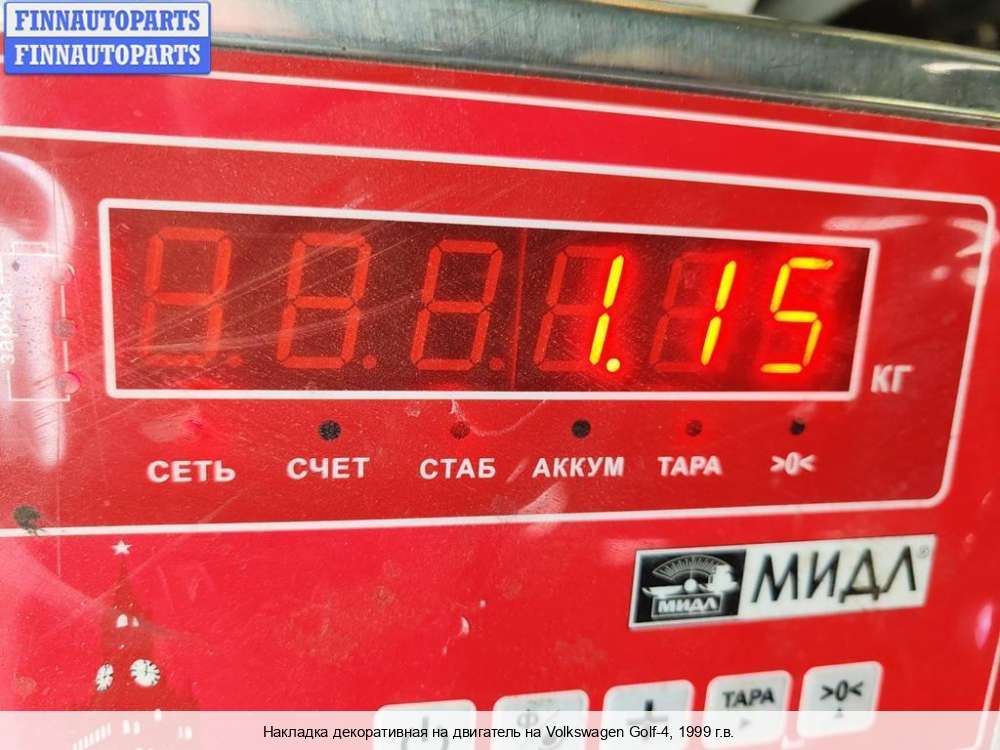 FINNAUTOPARTS
FINNAUTOPARTS
1.15
КГ
СЕТЬ СЧЕТ СТАБ АККУМ ТАРА >0<
МИДЛ МИДЛ®
ТАРА >0<
Накладка декоративная на двигатель на Volkswagen Golf-4, 1999 г.в.